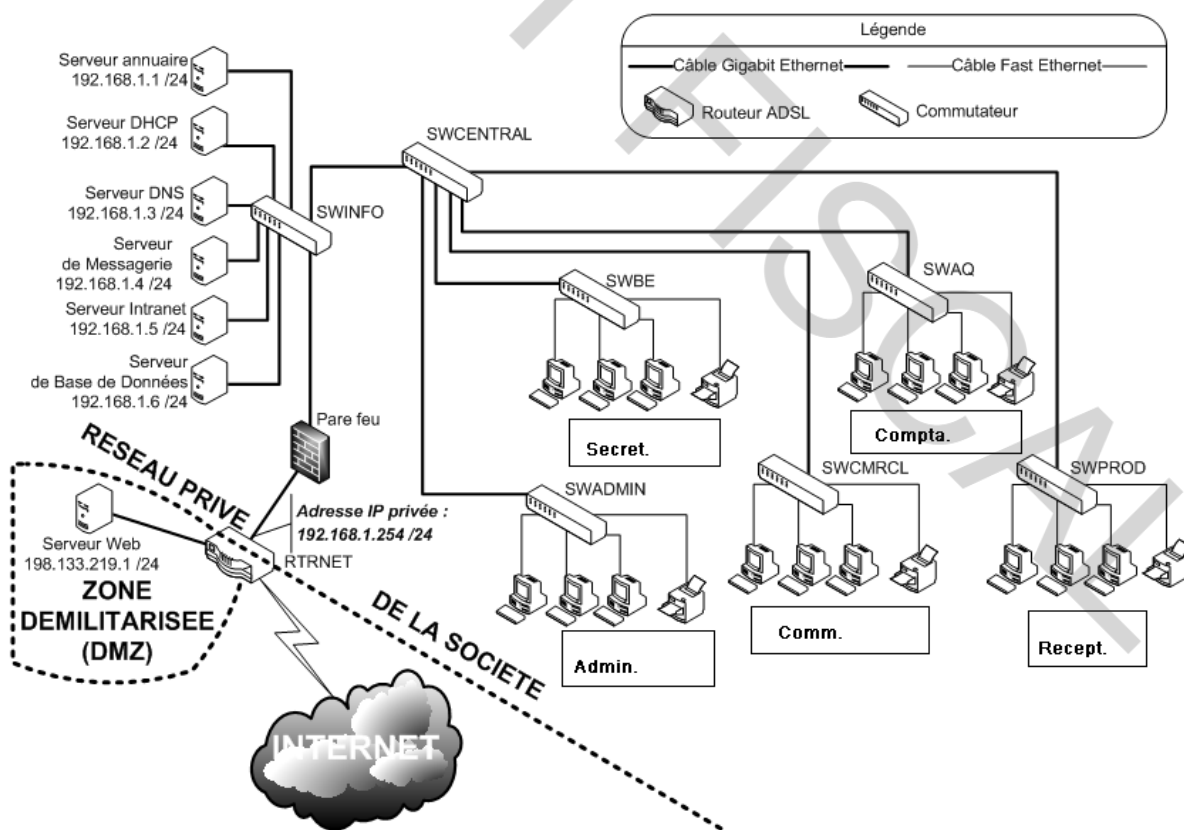 Légende
Câble Gigabit Ethernet
Câble Fast Ethernet
Routeur ADSL
Commutateur
Serveur annuaire
192.168.1.1 /24
Serveur DHCP
192.168.1.2 /24
Serveur DNS
192.168.1.3 /24
Serveur
de Messagerie
192.168.1.4 /24
Serveur Intranet
192.168.1.5 /24
Serveur
de Base de Données
192.168.1.6 /24
SWINFO
SWCENTRAL
SWBE
SWAQ
Secret.
Compta.
Pare feu
SWADMIN
SWCMRCL
SWPROD
Admin.
Comm.
Recept.
RESEAU PRIVE
DE LA SOCIETE
Adresse IP privée :
192.168.1.254 /24
RTRNET
Serveur Web
198.133.219.1 /24
ZONE
DEMILITARISEE
(DMZ)
INTERNET
FISCAL